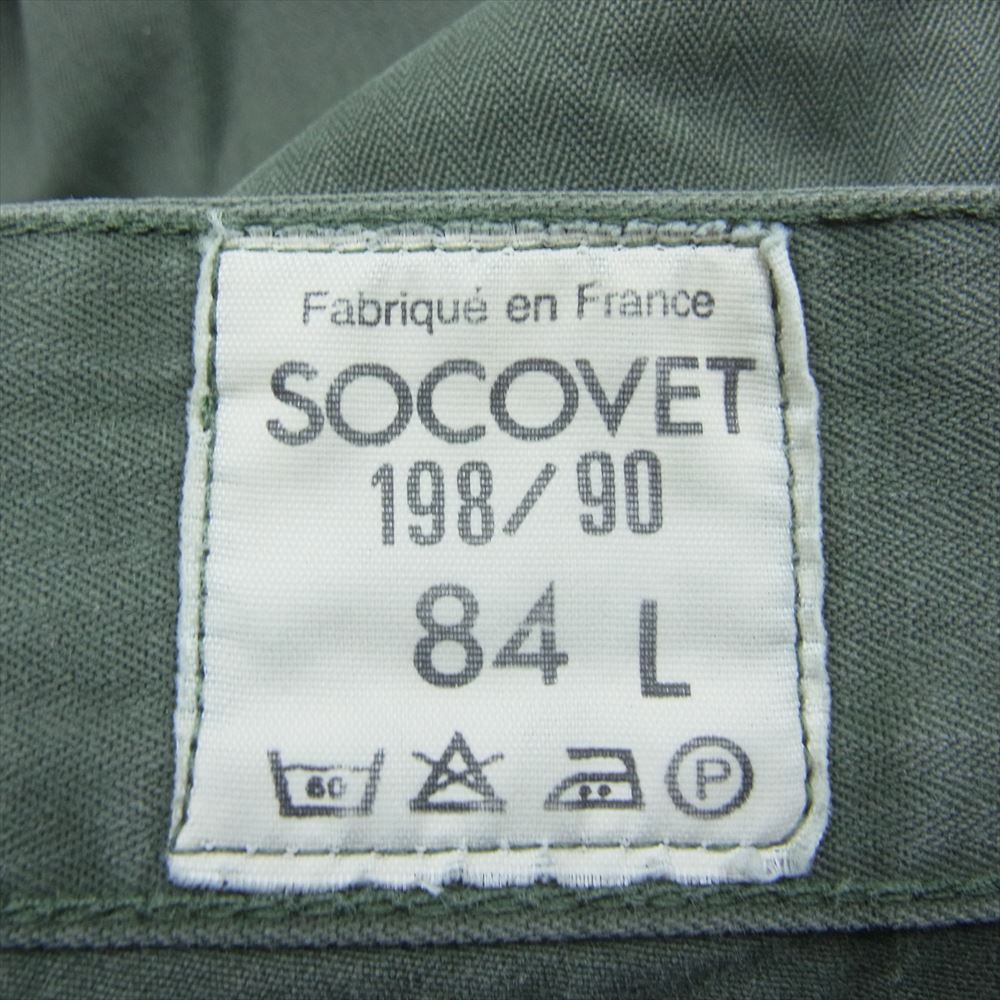 Fabriqué en France
SOCOVET
198/90
84 L
60 P